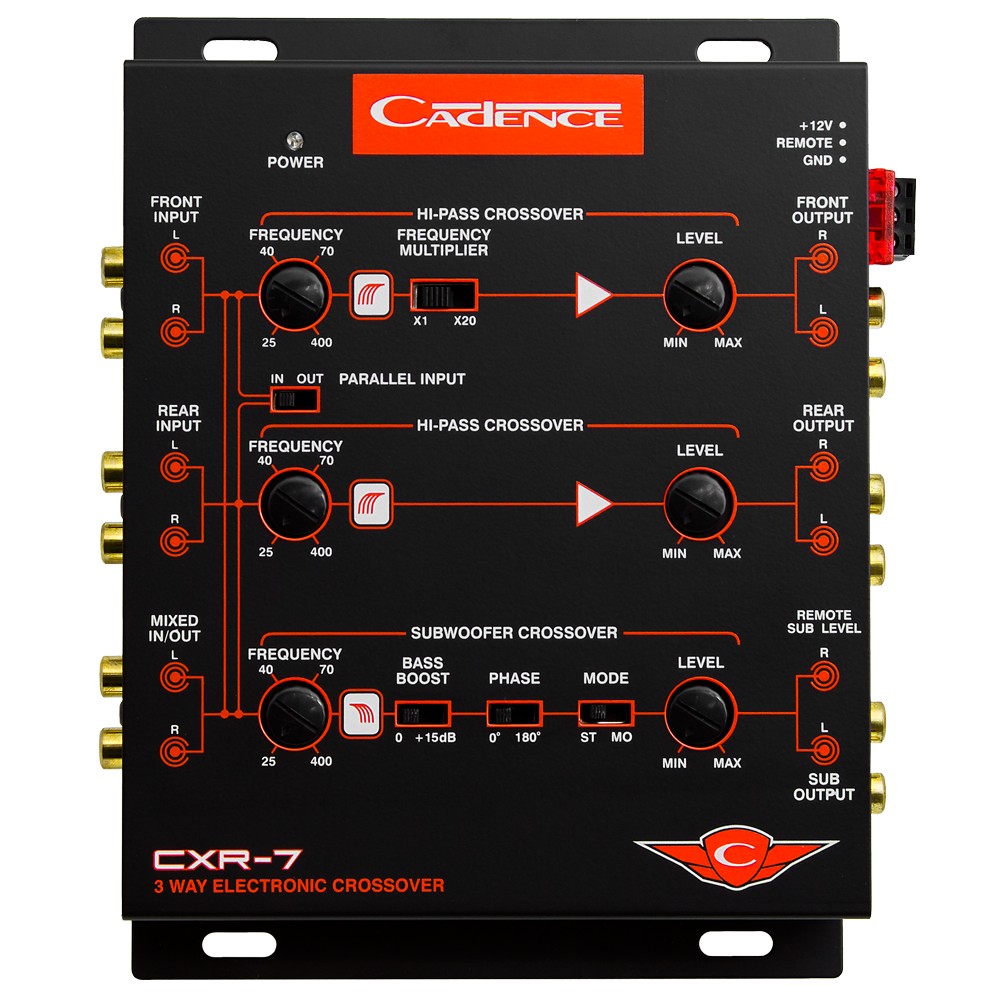 CADENCE
POWER
+12V
REMOTE
GND
FRONT
INPUT
L
R
HI-PASS CROSSOVER
FREQUENCY
40 70
25 400
FREQUENCY
MULTIPLIER
X1 X20
LEVEL
MIN MAX
FRONT
OUTPUT
R
L
IN OUT PARALLEL INPUT
REAR
INPUT
L
R
HI-PASS CROSSOVER
FREQUENCY
40 70
25 400
LEVEL
MIN MAX
REAR
OUTPUT
R
L
MIXED
IN/OUT
L
R
SUBWOOFER CROSSOVER
FREQUENCY
40 70
25 400
BASS
BOOST
0 +15dB
PHASE
0° 180°
MODE
ST MO
LEVEL
MIN MAX
REMOTE
SUB LEVEL
R
L
SUB
OUTPUT
CXR-7
3 WAY ELECTRONIC CROSSOVER
C